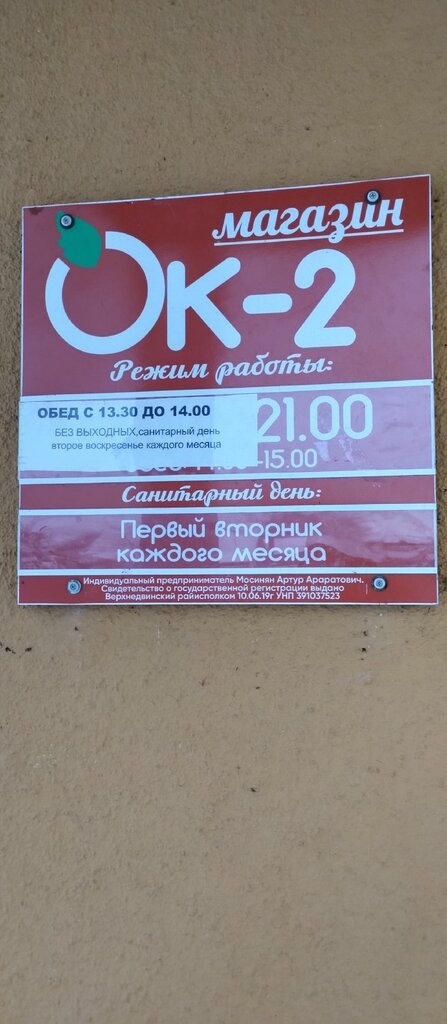 магазин
Ок-2
Режим работы:
ОБЕД С 13.30 ДО 14.00
21.00
БЕЗ ВЫХОДНЫХ,санитарный день
второе воскресенье каждого месяца
-15.00
Санитарный день:
Первый вторник
каждого месяца
Индивидуальный предприниматель Мосинян Артур Араратович.
Свидетельство о государственной регистрации выдано
Верхнедвинский райисполком 10.06.19г УНП 391037523